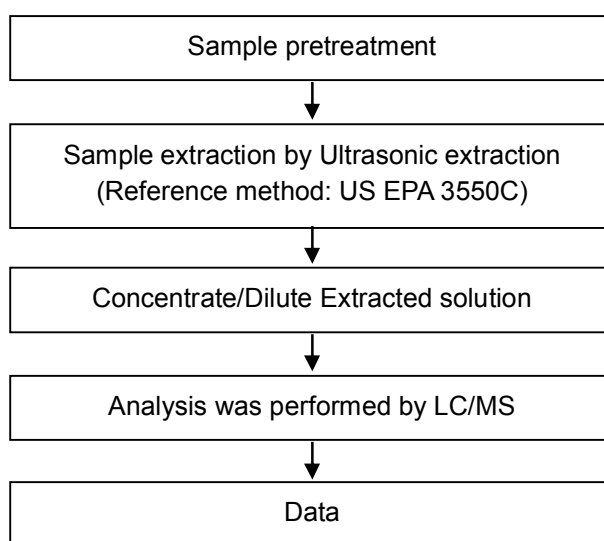 Sample pretreatment
Sample extraction by Ultrasonic extraction
(Reference method: US EPA 3550C)
Concentrate/Dilute Extracted solution
Analysis was performed by LC/MS
Data